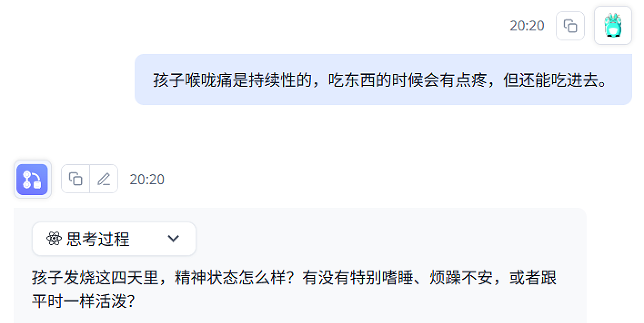 20:20
孩子喉咙痛是持续性的，吃东西的时候会有点疼，但还能吃进去。
20:20
思考过程
孩子发烧这四天里，精神状态怎么样？有没有特别嗜睡、烦躁不安，或者跟
平时一样活泼？